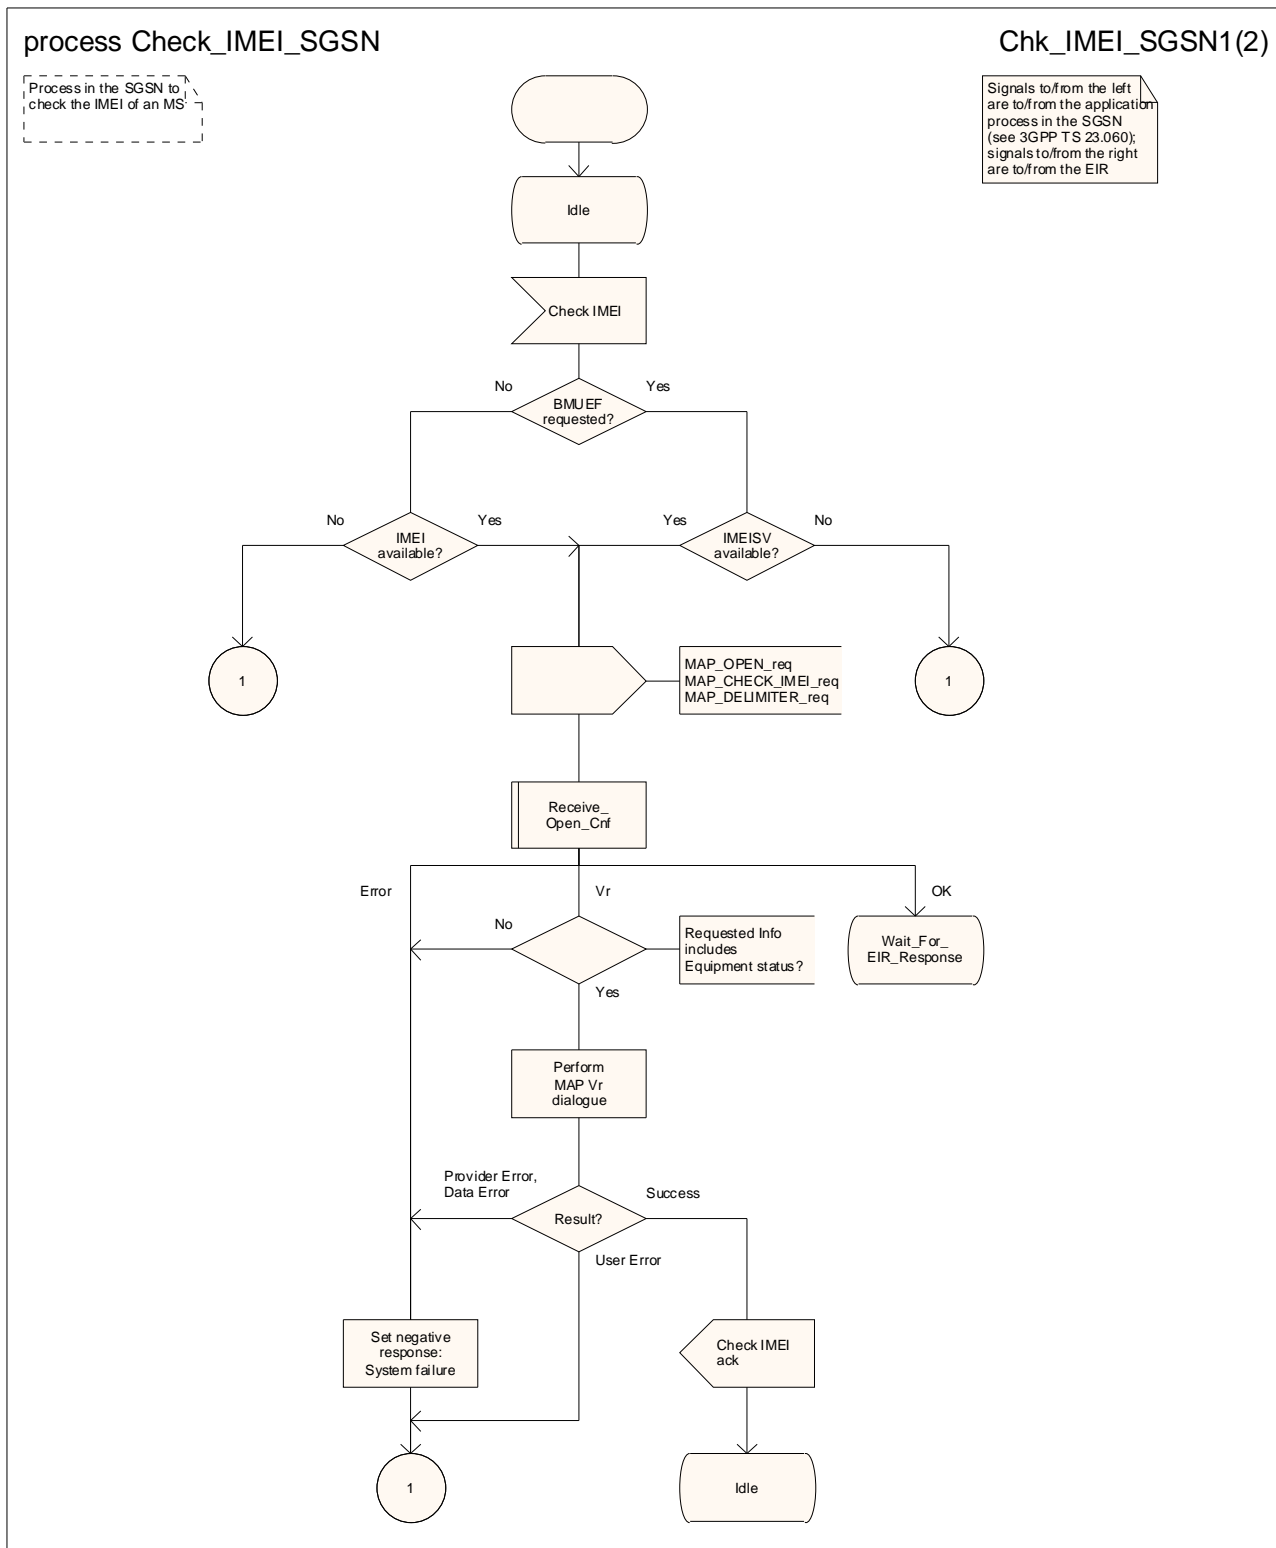 process Check_IMEI_SGSN
Chk_IMEI_SGSN1(2)
Process in the SGSN to
check the IMEI of an MS
Signals to/from the left
are to/from the application
process in the SGSN
(see 3GPP TS 23.060);
signals to/from the right
are to/from the EIR
Idle
Check IMEI
No
Yes
BMUEF
requested?
No
Yes
Yes
No
IMEI
available?
IMEISV
available?
1
MAP_OPEN_req
MAP_CHECK_IMEI_req
MAP_DELIMITER_req
1
Receive_
Open_Cnf
Error
Vr
OK
No
Requested Info
includes
Equipment status?
Wait_For_
EIR_Response
Yes
Perform
MAP Vr
dialogue
Provider Error,
Data Error
Success
Result?
User Error
Set negative
response:
System failure
Check IMEI
ack
1
Idle